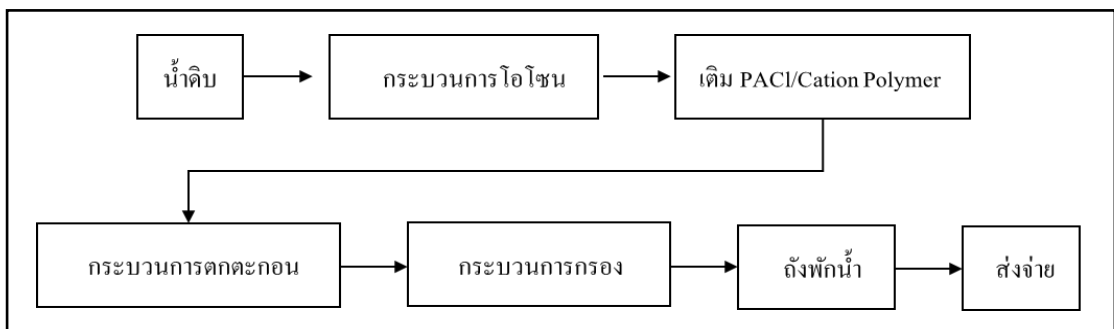 น้ำดิบ
กระบวนการโอโซน
เติม PACl/Cation Polymer
กระบวนการตกตะกอน
กระบวนการกรอง
ถังพักน้ำ
ส่งจ่าย